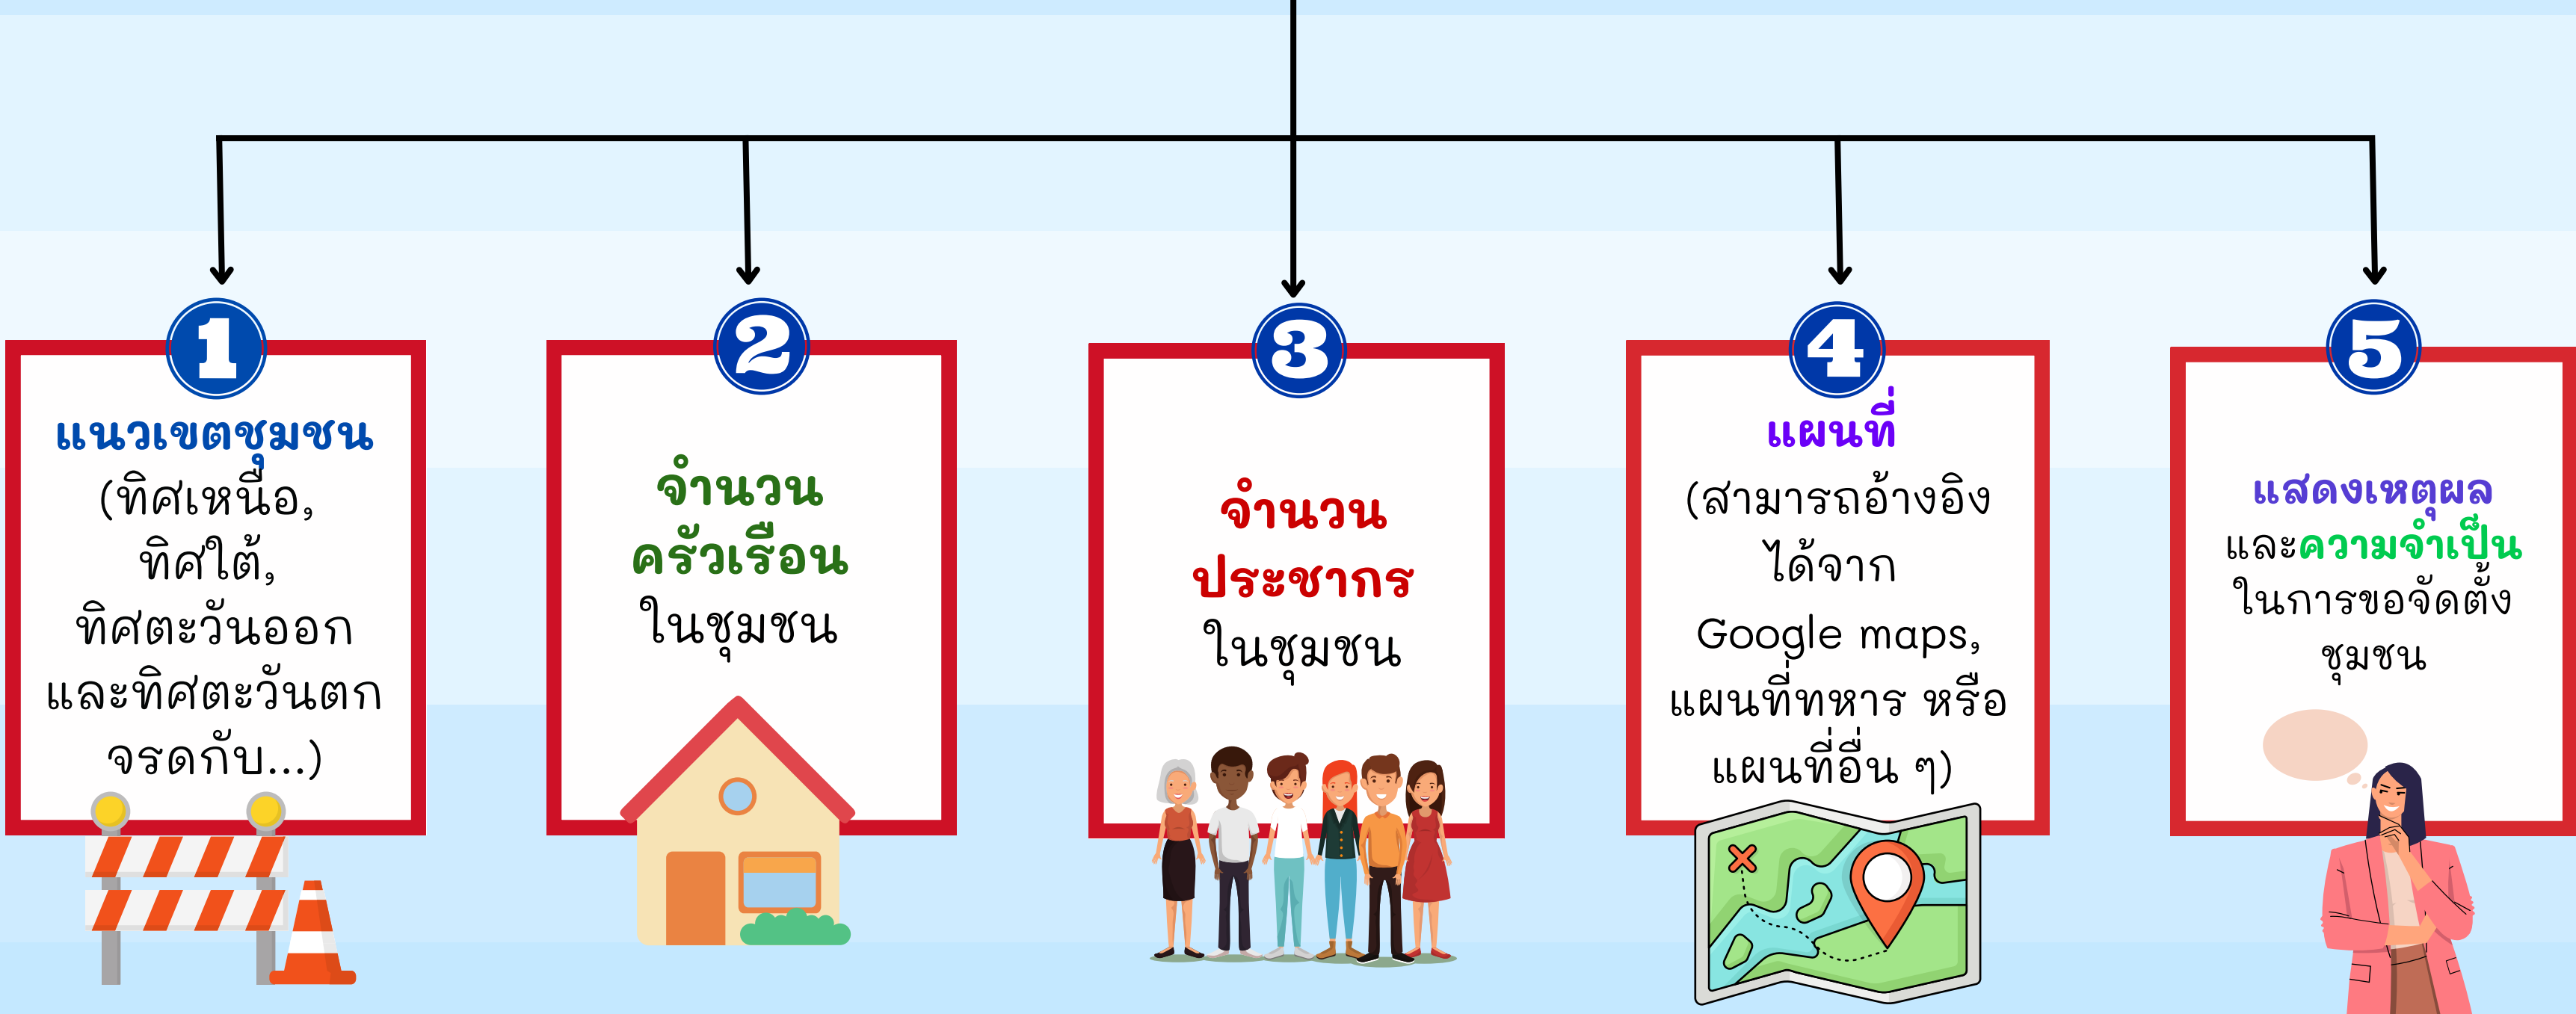 1
แนวเขตชุมชน
(ทิศเหนือ,
ทิศใต้,
ทิศตะวันออก
และทิศตะวันตก
จรดกับ...)
2
จำนวน
ครัวเรือน
ในชุมชน
3
จำนวน
ประชากร
ในชุมชน
4
แผนที่
(สามารถอ้างอิง
ได้จาก
Google maps,
แผนที่ทหาร หรือ
แผนที่อื่น ๆ)
5
แสดงเหตุผล
และความจำเป็น
ในการขอจัดตั้ง
ชุมชน